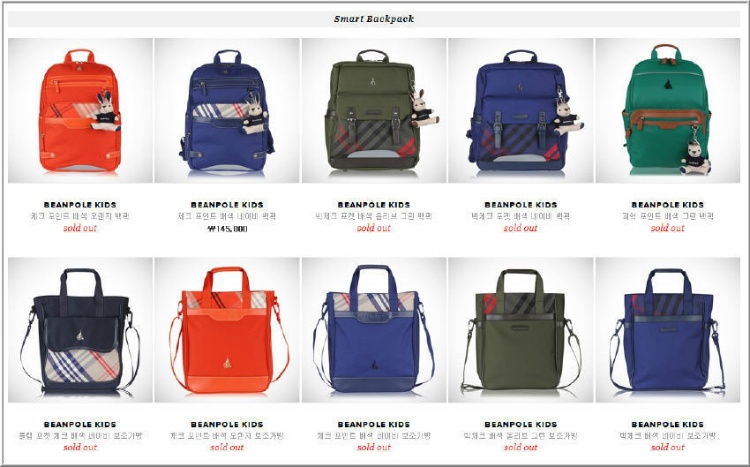 Smart Backpack
BEANPOLE KIDS
체크 포인트 배색 오렌지 백팩
sold out
BEANPOLE KIDS
체크 포인트 배색 네이비 백팩
₩145,000
BEANPOLE KIDS
빅체크 포켓 배색 올리브 그린 백팩
sold out
BEANPOLE KIDS
빅체크 포켓 배색 네이비 백팩
sold out
BEANPOLE KIDS
배색 그린 백팩
sold out
BEANPOLE KIDS
플랩 포켓 체크 배색 네이비 보조가방
sold out
BEANPOLE KIDS
체크 포인트 배색 오렌지 보조가방
sold out
BEANPOLE KIDS
체크 포인트 배색 네이비 보조가방
sold out
BEANPOLE KIDS
빅체크 배색 올리브 그린 보조가방
sold out
BEANPOLE KIDS
빅체크 배색 네이비 보조가방
sold out